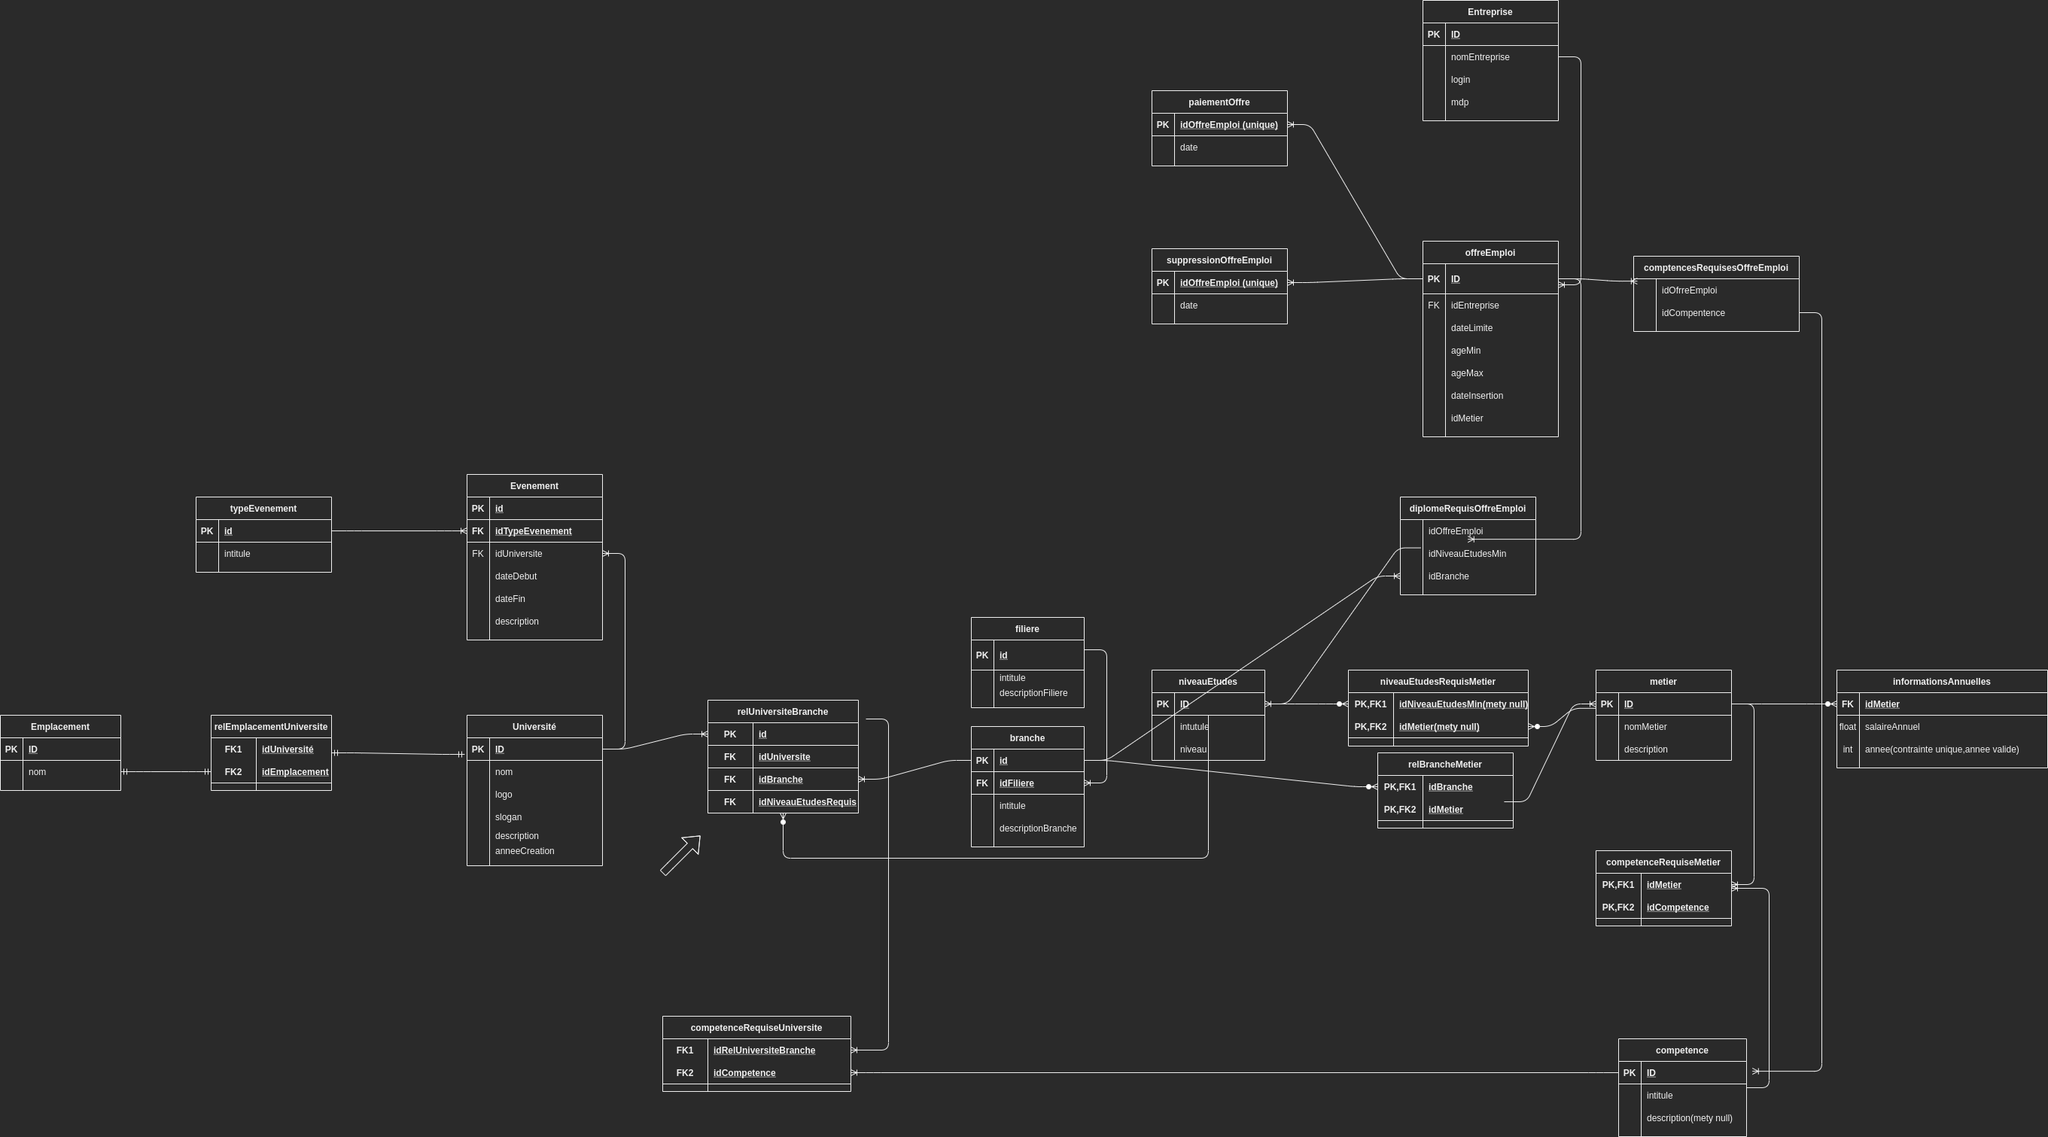 Entreprise
PK ID
nomEntreprise
login
mdp
paiementOffre
PK idOffreEmploi (unique)
date
suppressionOffreEmploi
PK idOffreEmploi (unique)
date
offreEmploi
PK ID
FK idEntreprise
dateLimite
ageMin
ageMax
dateInsertion
idMetier
comptencesRequisesOffreEmploi
idOfrreEmploi
idCompentence
Evenement
PK id
FK idTypeEvenement
FK idUniversite
dateDebut
dateFin
description
typeEvenement
PK id
intitule
diplomeRequisOffreEmploi
idOffreEmploi
idNiveauEtudesMin
idBranche
filiere
PK id
intitule
descriptionFiliere
niveauEtudes
PK ID
intutule
niveau
niveauEtudesRequisMetier
PK,FK1 idNiveauEtudesMin(mety null)
PK,FK2 idMetier(mety null)
metier
PK ID
nomMetier
description
informationsAnnuelles
FK idMetier
float salaireAnnuel
int annee(contrainte unique,annee valide)
Emplacement
PK ID
nom
relEmplacementUniversite
FK1 idUniversité
FK2 idEmplacement
Université
PK ID
nom
logo
slogan
description
anneeCreation
relUniversiteBranche
PK id
FK idUniversite
FK idBranche
FK idNiveauEtudesRequis
branche
PK id
FK idFiliere
intitule
descriptionBranche
relBrancheMetier
PK,FK1 idBranche
PK,FK2 idMetier
competenceRequiseMetier
PK,FK1 idMetier
PK,FK2 idCompetence
competenceRequiseUniversite
FK1 idRelUniversiteBranche
FK2 idCompetence
competence
PK ID
intitule
description(mety null)